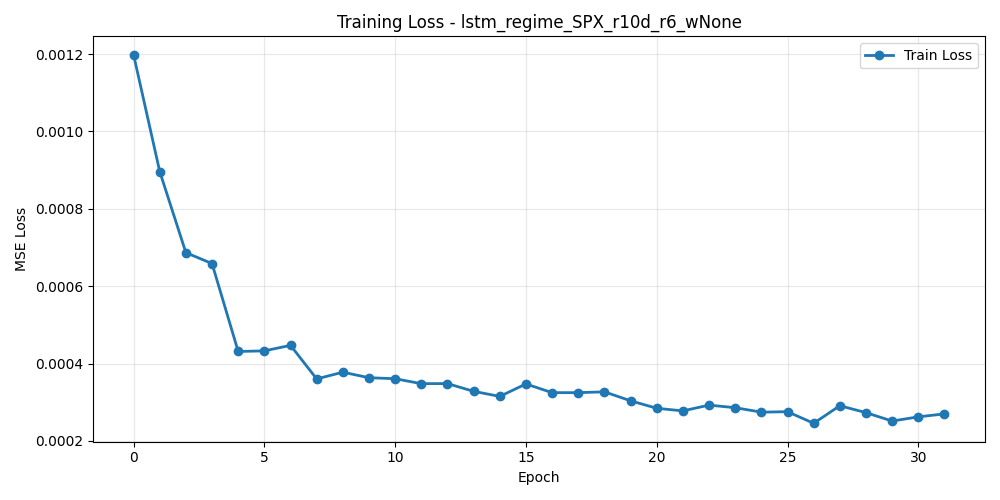 Training Loss - lstm_regime_SPX_r10d_r6_wNone
Train Loss
MSE Loss
0.0012
0.0010
0.0008
0.0006
0.0004
0.0002
0 5 10 15 20 25 30
Epoch